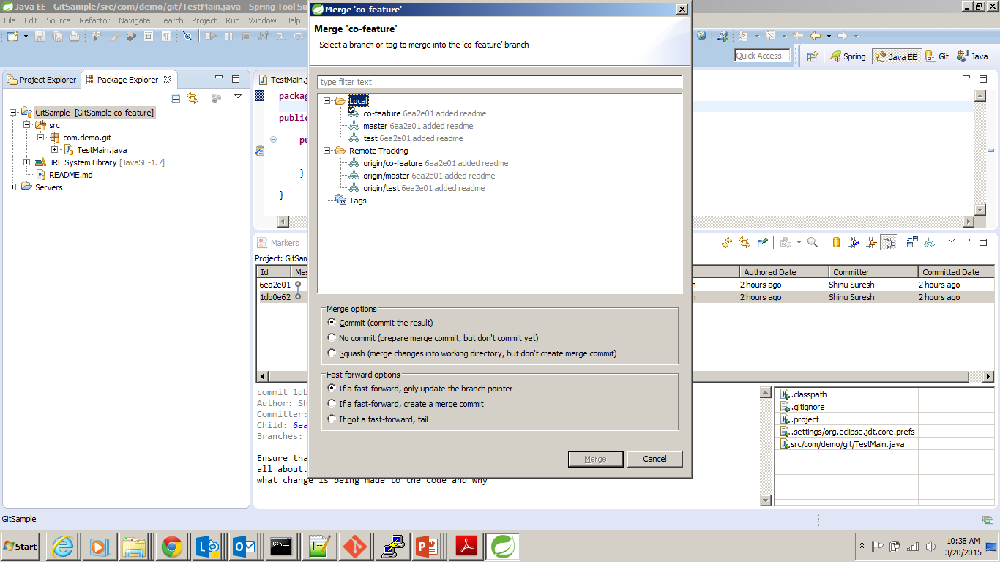 Java EE - GitSample/src/com/demo/git/TestMain.java - Spring Tool Su
File Edit Source Refactor Navigate Search Project Run Window Help
Quick Access
Spring
Java EE
Git
Java
Project Explorer
Package Explorer
GitSample [GitSample co-feature]
src
com.demo.git
TestMain.java
JRE System Library [JavaSE-1.7]
README.md
Servers
TestMain.j
packag
public
pu
}
}
Merge 'co-feature'
Merge 'co-feature'
Select a branch or tag to merge into the 'co-feature' branch
type filter text
Local
co-feature 6ea2e01 added readme
master 6ea2e01 added readme
test 6ea2e01 added readme
Remote Tracking
origin/co-feature 6ea2e01 added readme
origin/master 6ea2e01 added readme
origin/test 6ea2e01 added readme
Tags
Merge options
Commit (commit the result)
No commit (prepare merge commit, but don't commit yet)
Squash (merge changes into working directory, but don't create merge commit)
Fast forward options
If a fast-forward, only update the branch pointer
If a fast-forward, create a merge commit
If not a fast-forward, fail
Merge
Cancel
Markers
Project: GitSam
Id Mes Authored Date Committer Committed Date
6ea2e01 2 hours ago Shinu Suresh 2 hours ago
1db0e62 2 hours ago Shinu Suresh 2 hours ago
commit 1db
Author: Sh
Committer:
Child: 6ea
Branches:
Ensure tha
all about.
what change is being made to the code and why
.classpath
.gitignore
.project
.settings/org.eclipse.jdt.core.prefs
src/com/demo/git/TestMain.java
GitSample
Start
10:38 AM
3/20/2015